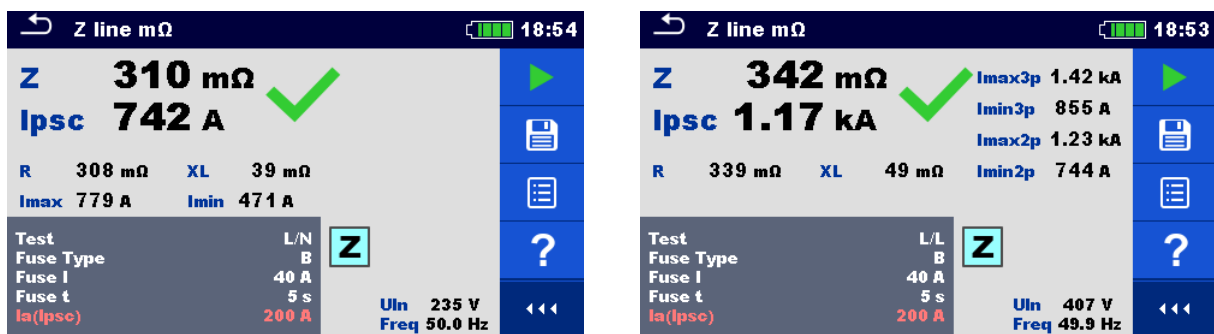 Z line mΩ 18:54
Z 310 mΩ
Ipsc 742 A
R 308 mΩ XL 39 mΩ
Imax 779 A Imin 471 A
Test L/N
Fuse Type B
Fuse I 40 A
Fuse t 5 s
Ia(Ipsc) 200 A
Z
Uln 235 V
Freq 50.0 Hz
?
Z line mΩ 18:53
Z 342 mΩ
Ipsc 1.17 kA
Imax3p 1.42 kA
Imin3p 855 A
Imax2p 1.23 kA
Imin2p 744 A
R 339 mΩ XL 49 mΩ
Test L/L
Fuse Type B
Fuse I 40 A
Fuse t 5 s
Ia(Ipsc) 200 A
Z
Uln 407 V
Freq 49.9 Hz
?